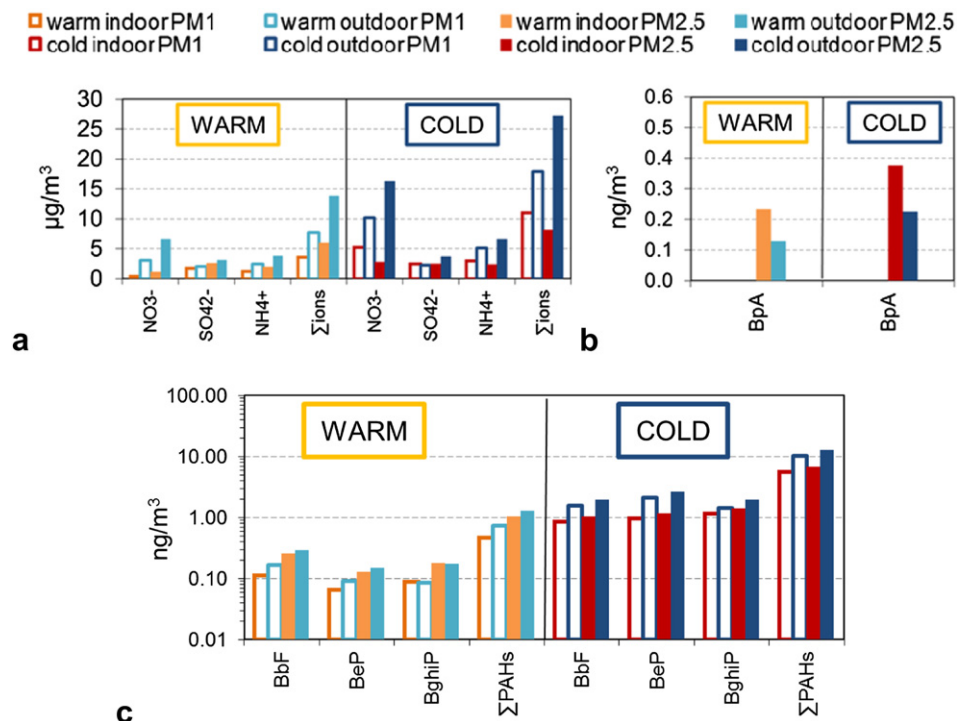 warm indoor PM1 warm outdoor PM1 warm indoor PM2.5 warm outdoor PM2.5
cold indoor PM1 cold outdoor PM1 cold indoor PM2.5 cold outdoor PM2.5
30
25
20
15
10
5
0
µg/m³
WARM
COLD
NO3-
SO42-
NH4+
∑ions
NO3-
SO42-
NH4+
∑ions
a
0.6
0.5
0.4
0.3
0.2
0.1
0.0
ng/m³
WARM
COLD
BpA
BpA
b
100.00
10.00
1.00
0.10
0.01
ng/m³
WARM
COLD
BbF
BeP
BghiP
∑PAHs
BbF
BeP
BghiP
∑PAHs
c